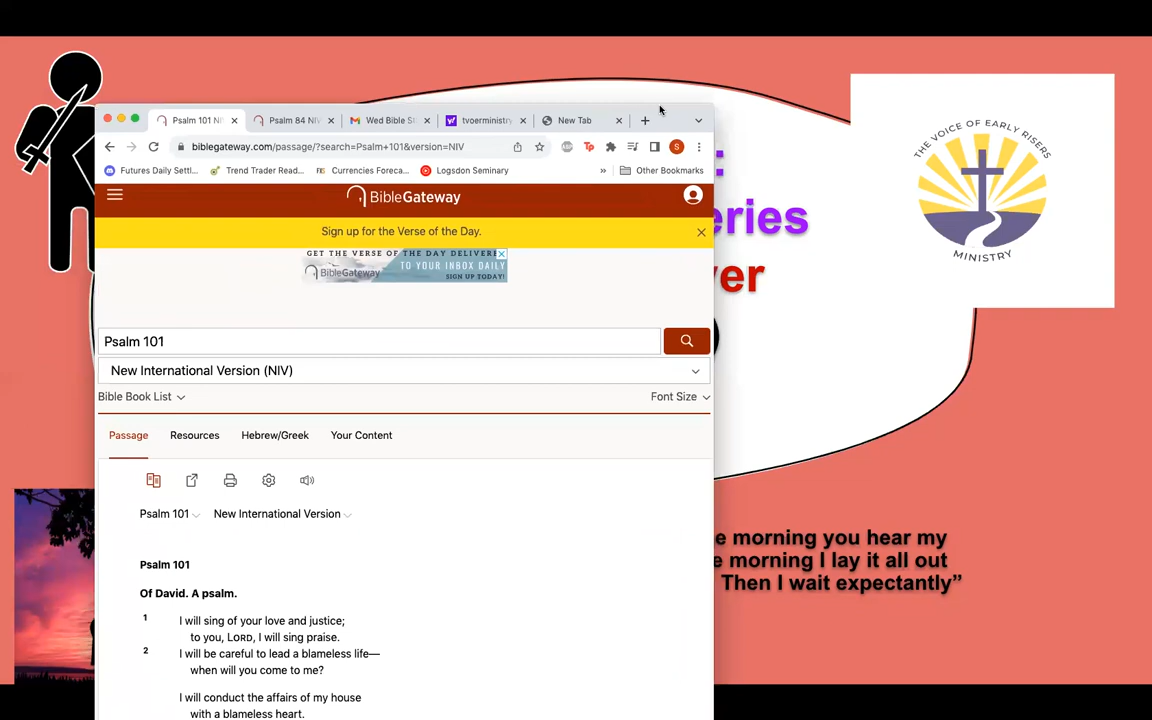 Psalm 101 NI
Psalm 84 NIV
Wed Bible St
tvoerministry
New Tab
biblegateway.com/passage/?search=Psalm+101&version=NIV
S
Futures Daily Settl...
Trend Trader Rea...
Currencies Foreca...
Logsdon Seminary
»
Other Bookmarks
BibleGateway
Sign up for the Verse of the Day.
GET THE VERSE OF THE DAY DELIVERE
TO YOUR INBOX DAILY
BibleGateway
SIGN UP TODAY!
Psalm 101
New International Version (NIV)
Bible Book List
Font Size
Passage
Resources
Hebrew/Greek
Your Content
Psalm 101
New International Version
Psalm 101
Of David. A psalm.
1 I will sing of your love and justice;
to you, LORD, I will sing praise.
2 I will be careful to lead a blameless life—
when will you come to me?
I will conduct the affairs of my house
with a blameless heart.
:
eries
er
THE VOICE OF EARLY RISERS
MINISTRY
e morning you hear my
e morning I lay it all out
Then I wait expectantly”